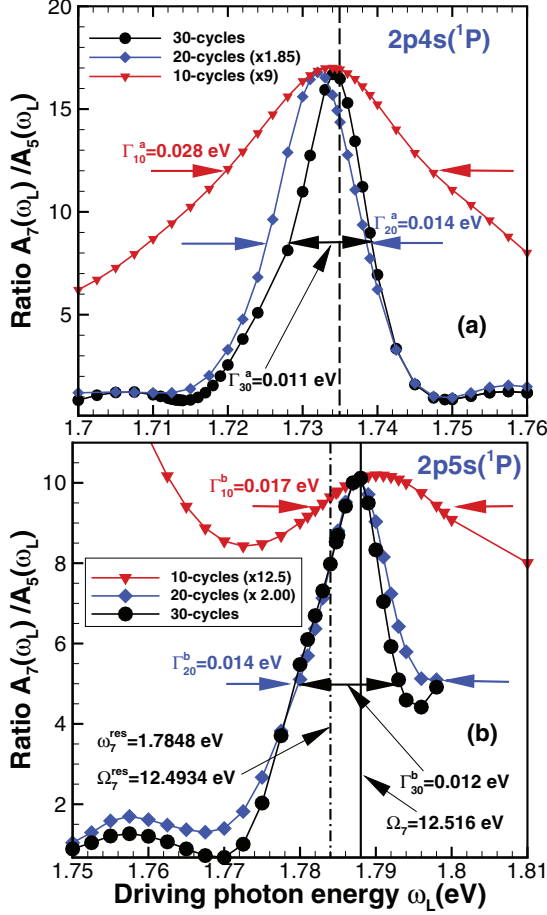 20
15
10
5
Ratio A₇(ω_L) /A₅(ω_L)
30-cycles
20-cycles (x1.85)
10-cycles (x9)
2p4s(¹P)
Γ₁₀ᵃ=0.028 eV
Γ₂₀ᵃ=0.014 eV
Γ₃₀ᵃ=0.011 eV
(a)
1.7 1.71 1.72 1.73 1.74 1.75 1.76
10
8
6
4
2
Ratio A₇(ω_L) /A₅(ω_L)
2p5s(¹P)
Γ₁₀ᵇ=0.017 eV
10-cycles (x12.5)
20-cycles (x 2.00)
30-cycles
Γ₂₀ᵇ=0.014 eV
ω₇ʳᵉˢ=1.7848 eV
Ω₇ʳᵉˢ=12.4934 eV
(b)
Γ₃₀ᵇ=0.012 eV
Ω₇=12.516 eV
1.75 1.76 1.77 1.78 1.79 1.8 1.81
Driving photon energy ω_L(eV)